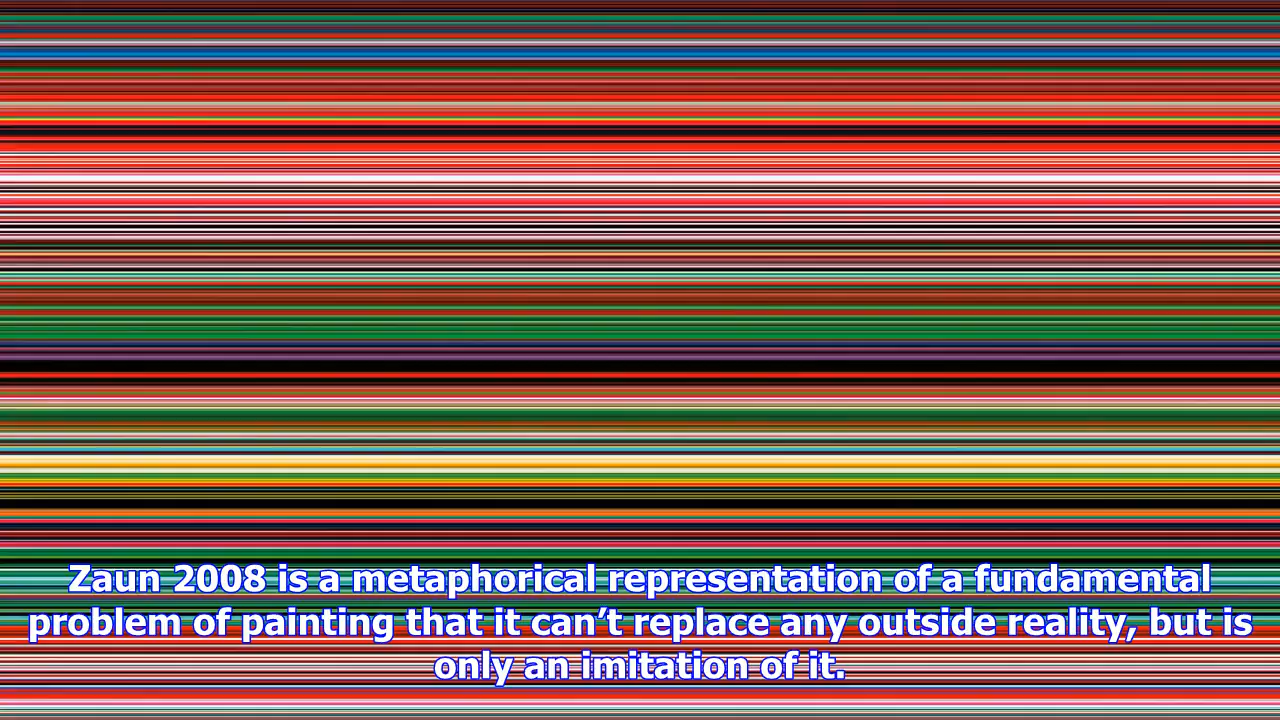 Zaun 2008 is a metaphorical representation of a fundamental
problem of painting that it can’t replace any outside reality, but is
only an imitation of it.